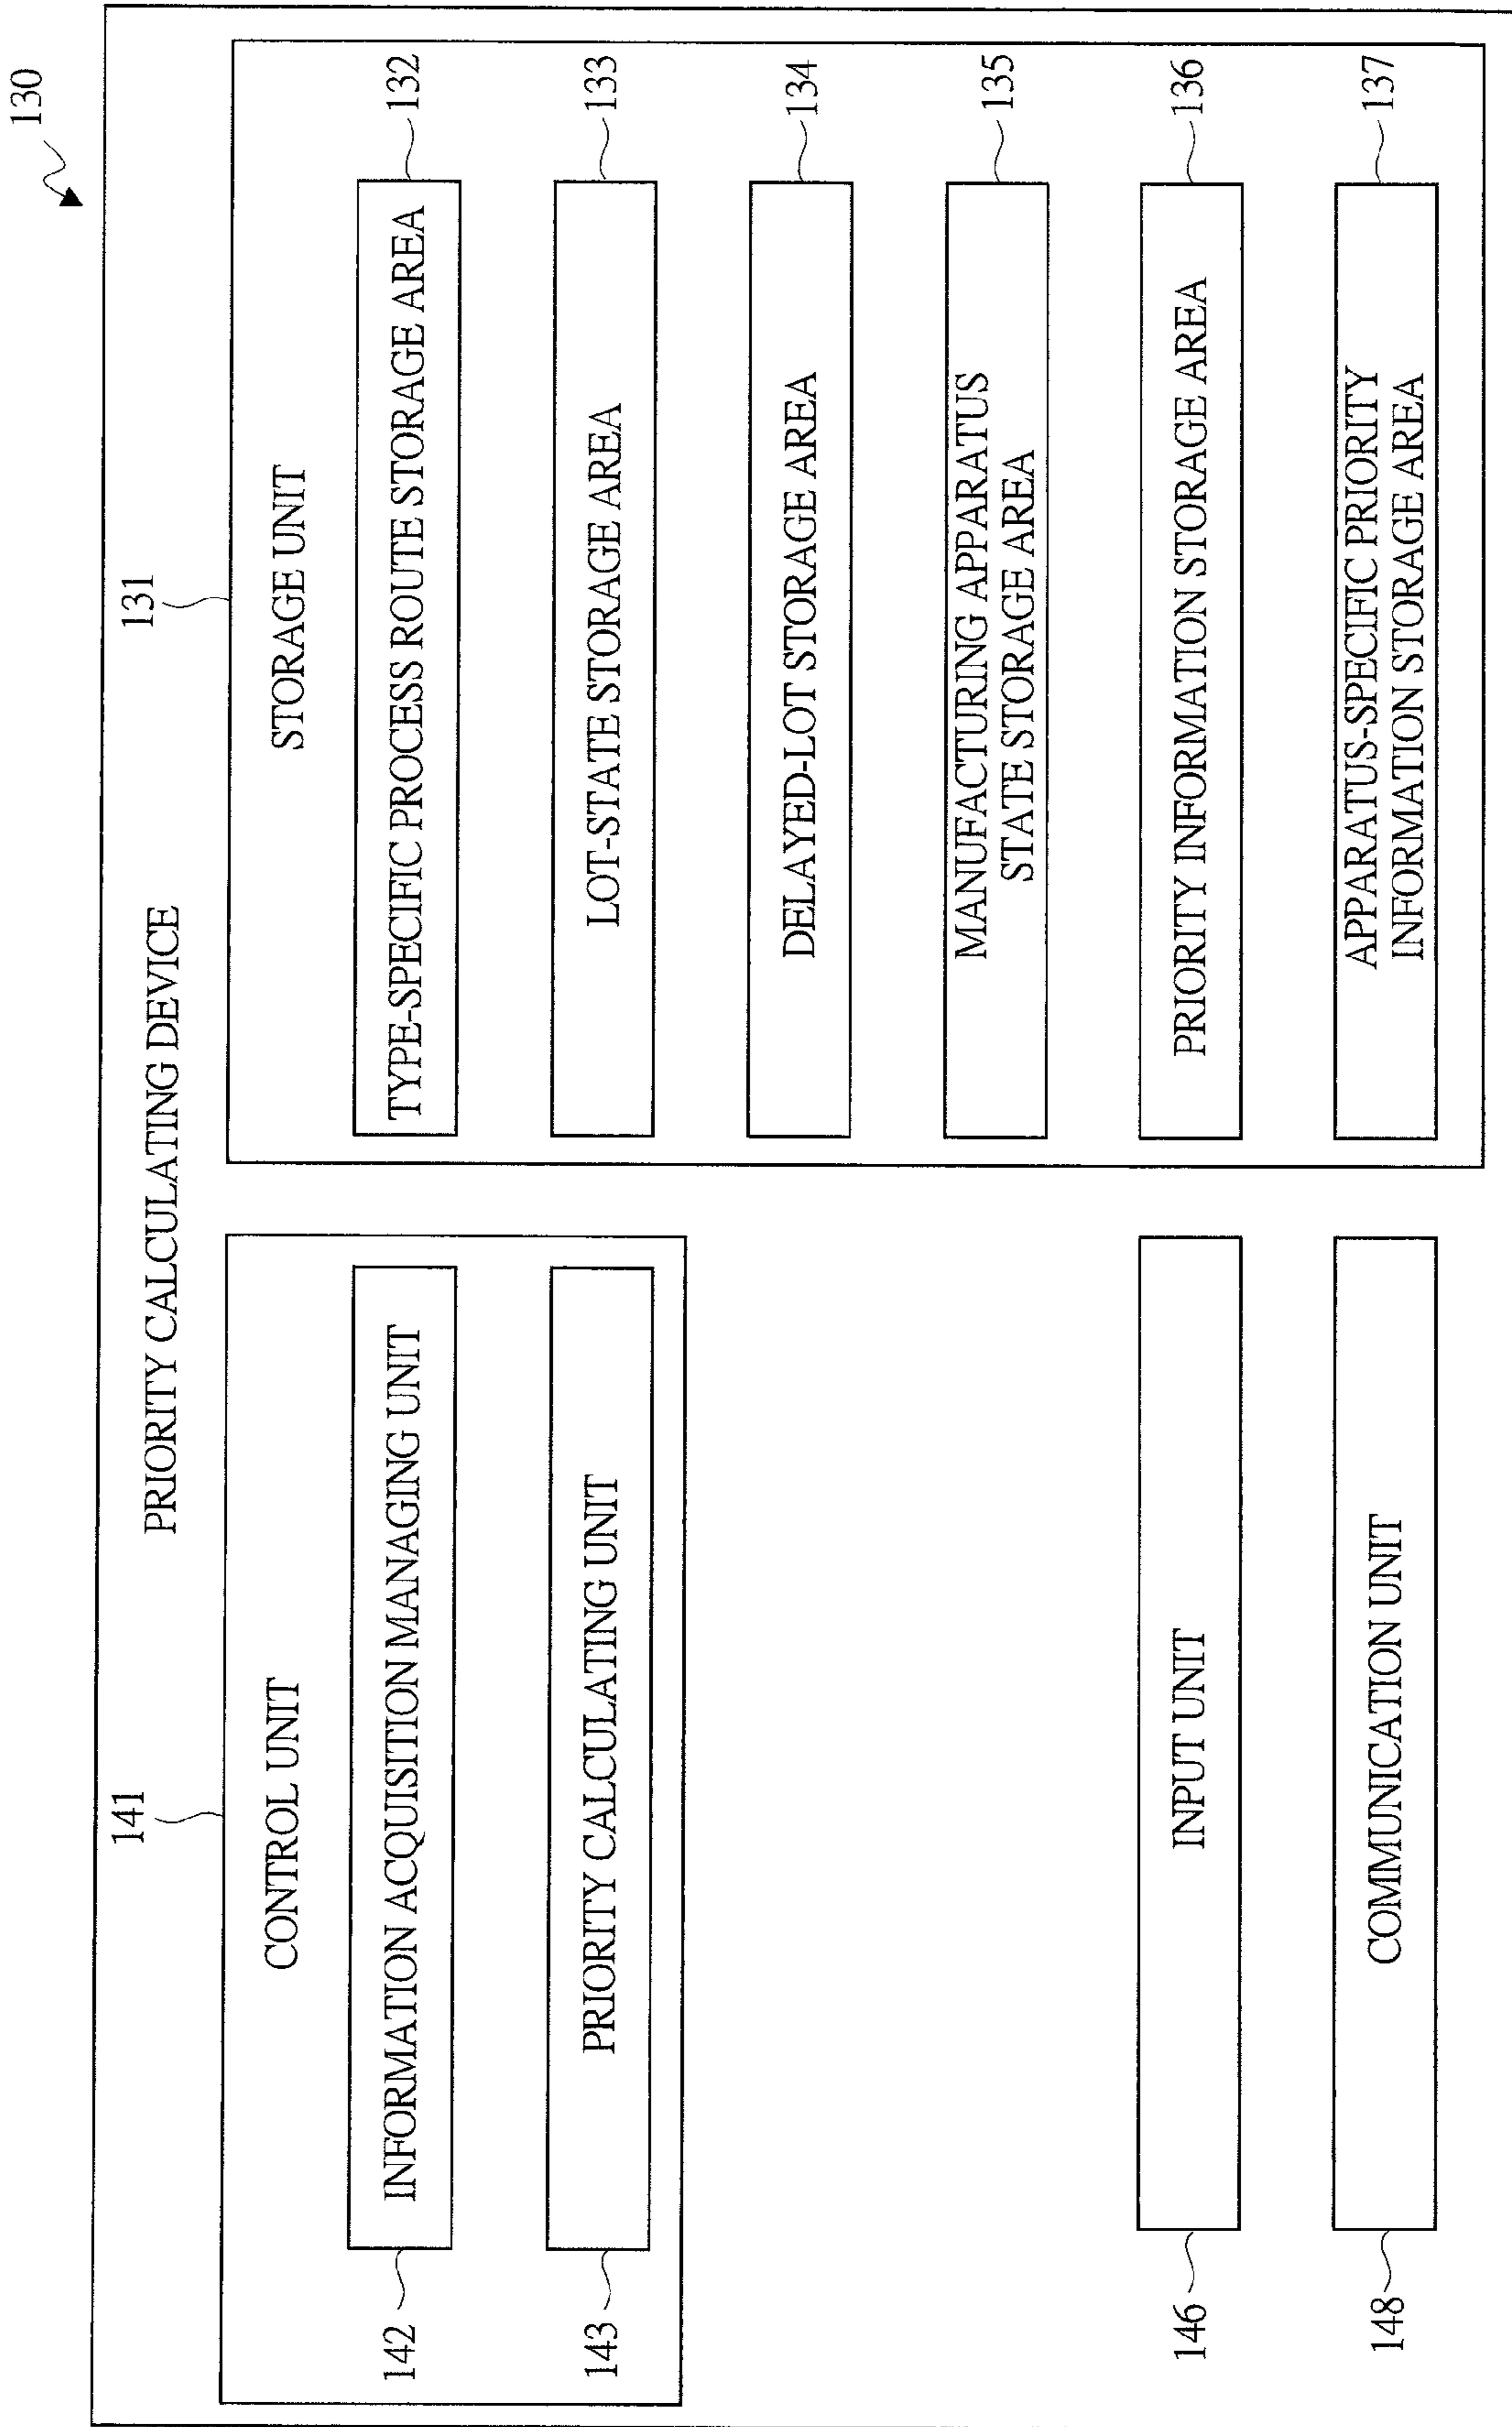 130
PRIORITY CALCULATING DEVICE
141
CONTROL UNIT
142
INFORMATION ACQUISITION MANAGING UNIT
143
PRIORITY CALCULATING UNIT
146
INPUT UNIT
148
COMMUNICATION UNIT
131
STORAGE UNIT
TYPE-SPECIFIC PROCESS ROUTE STORAGE AREA
132
LOT-STATE STORAGE AREA
133
DELAYED-LOT STORAGE AREA
134
MANUFACTURING APPARATUS
STATE STORAGE AREA
135
PRIORITY INFORMATION STORAGE AREA
136
APPARATUS-SPECIFIC PRIORITY
INFORMATION STORAGE AREA
137